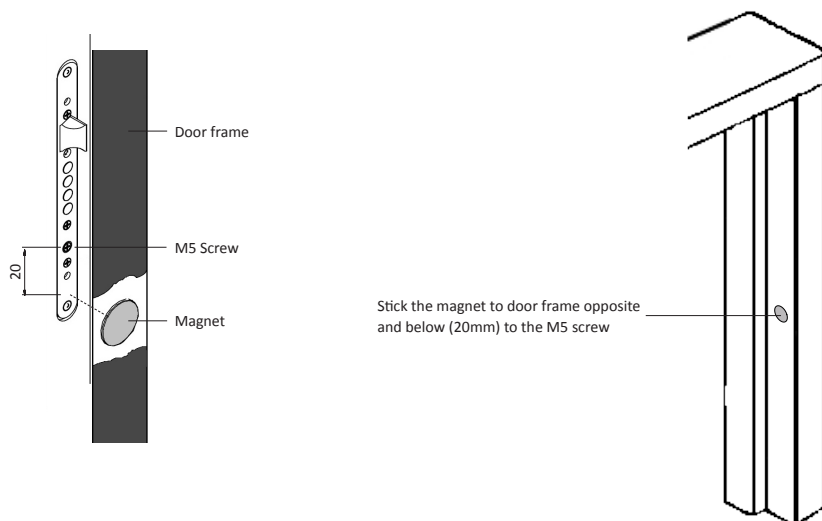 Door frame
M5 Screw
20
Magnet
Stick the magnet to door frame opposite
and below (20mm) to the M5 screw